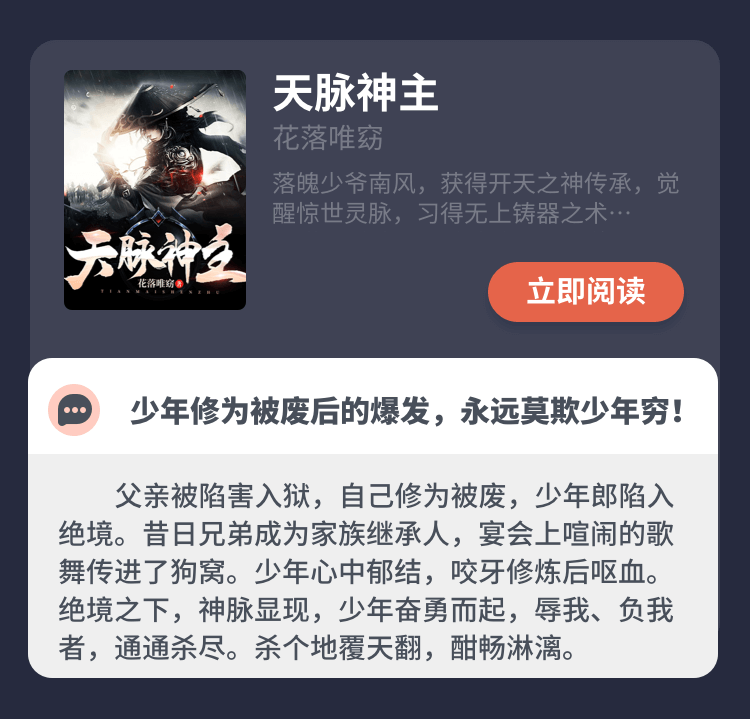 天脉神主
花落唯窈
落魄少爷南风，获得开天之神传承，觉
醒惊世灵脉，习得无上铸器之术…
天脉神主
花落唯窈 著
TIANMAISHENZHU
立即阅读
少年修为被废后的爆发，永远莫欺少年穷！
父亲被陷害入狱，自己修为被废，少年郎陷入
绝境。昔日兄弟成为家族继承人，宴会上喧闹的歌
舞传进了狗窝。少年心中郁结，咬牙修炼后呕血。
绝境之下，神脉显现，少年奋勇而起，辱我、负我
者，通通杀尽。杀个地覆天翻，酣畅淋漓。